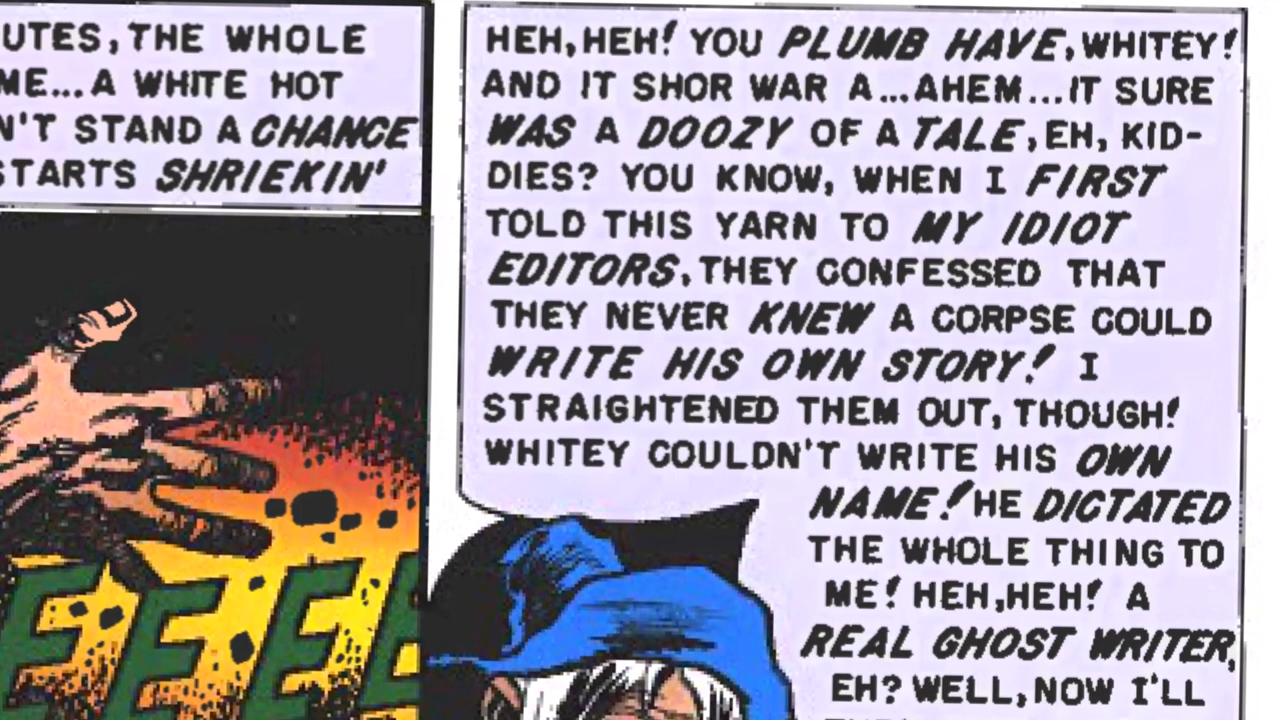 UTES, THE WHOLE
ME...A WHITE HOT
N'T STAND A CHANCE
STARTS SHRIEKIN'
EEEE
HEH, HEH! YOU PLUMB HAVE, WHITEY!
AND IT SHOR WAR A...AHEM...IT SURE
WAS A DOOZY OF A TALE, EH, KID-
DIES? YOU KNOW, WHEN I FIRST
TOLD THIS YARN TO MY IDIOT
EDITORS, THEY CONFESSED THAT
THEY NEVER KNEW A CORPSE COULD
WRITE HIS OWN STORY! I
STRAIGHTENED THEM OUT, THOUGH!
WHITEY COULDN'T WRITE HIS OWN
NAME! HE DICTATED
THE WHOLE THING TO
ME! HEH, HEH! A
REAL GHOST WRITER,
EH? WELL, NOW I'LL